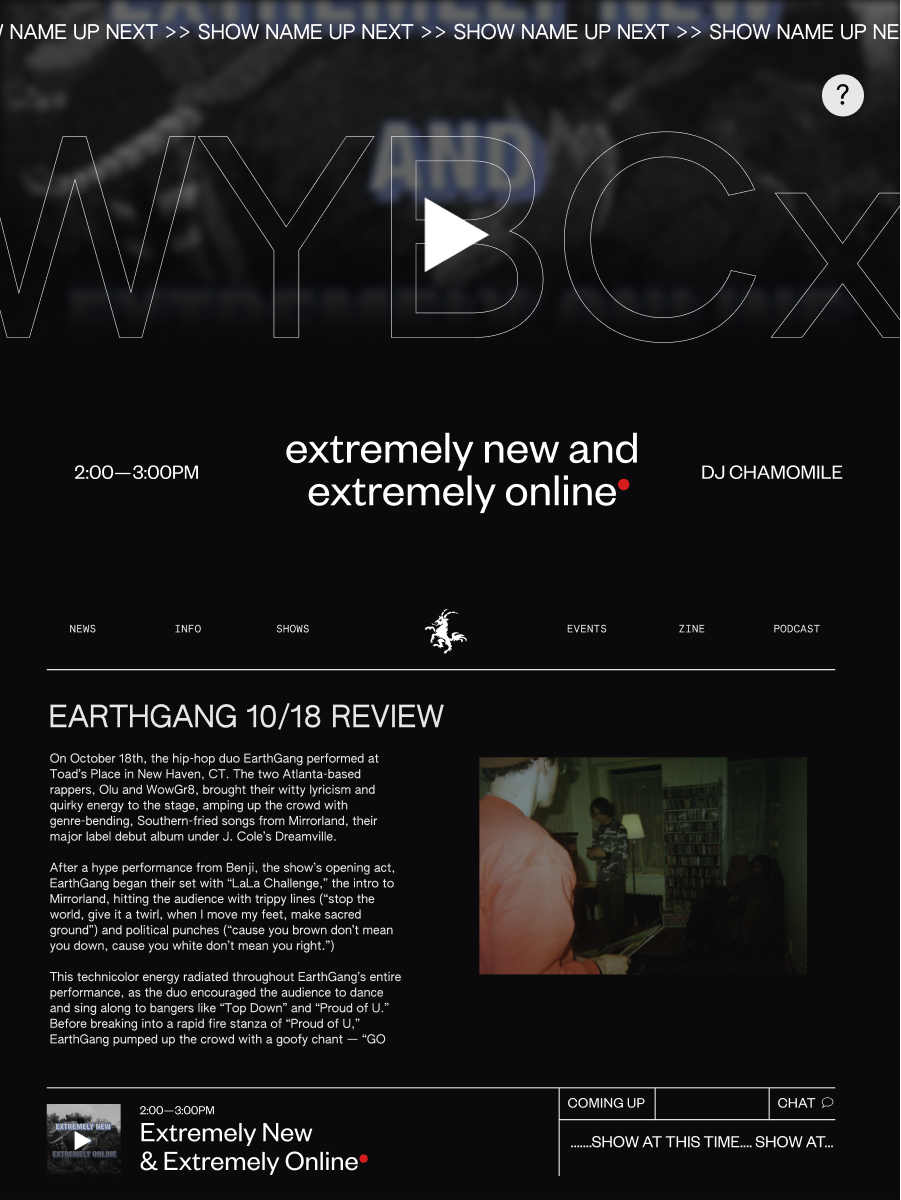 NAME UP NEXT >> SHOW NAME UP NEXT >> SHOW NAME UP NEXT >> SHOW NAME UP NE
?
AND
WYBCx
2:00—3:00PM
extremely new and
extremely online
DJ CHAMOMILE
NEWS INFO SHOWS EVENTS ZINE PODCAST
EARTHGANG 10/18 REVIEW
On October 18th, the hip-hop duo EarthGang performed at
Toad’s Place in New Haven, CT. The two Atlanta-based
rappers, Olu and WowGr8, brought their witty lyricism and
quirky energy to the stage, amping up the crowd with
genre-bending, Southern-fried songs from Mirrorland, their
major label debut album under J. Cole’s Dreamville.
After a hype performance from Benji, the show’s opening act,
EarthGang began their set with “LaLa Challenge,” the intro to
Mirrorland, hitting the audience with trippy lines (“stop the
world, give it a twirl, when I move my feet, make sacred
ground”) and political punches (“cause you brown don’t mean
you down, cause you white don’t mean you right.”)
This technicolor energy radiated throughout EarthGang’s entire
performance, as the duo encouraged the audience to dance
and sing along to bangers like “Top Down” and “Proud of U.”
Before breaking into a rapid fire stanza of “Proud of U,”
EarthGang pumped up the crowd with a goofy chant — “GO
EXTREMELY NEW
EXTREMELY ONLINE
2:00—3:00PM
Extremely New
& Extremely Online
COMING UP
CHAT
.......SHOW AT THIS TIME.... SHOW AT...